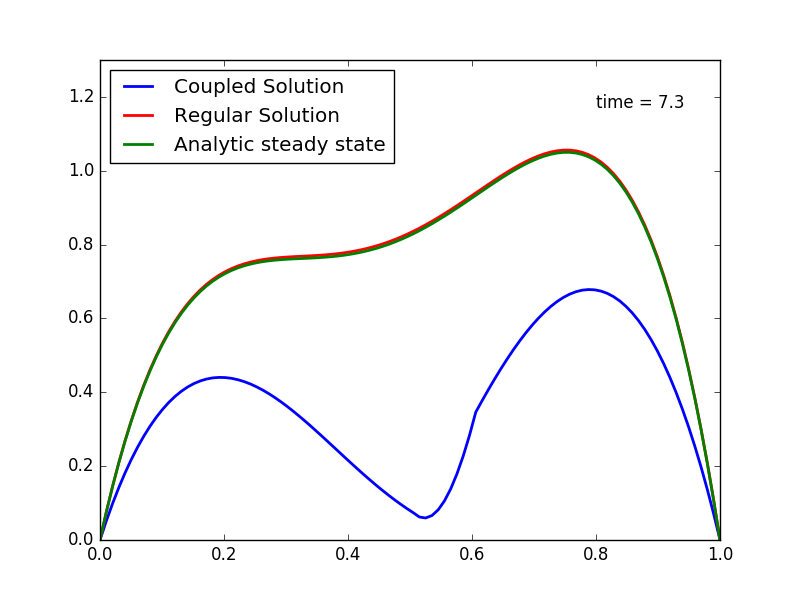 Coupled Solution
Regular Solution
Analytic steady state
time = 7.3
1.2
1.0
0.8
0.6
0.4
0.2
0.0
0.0 0.2 0.4 0.6 0.8 1.0